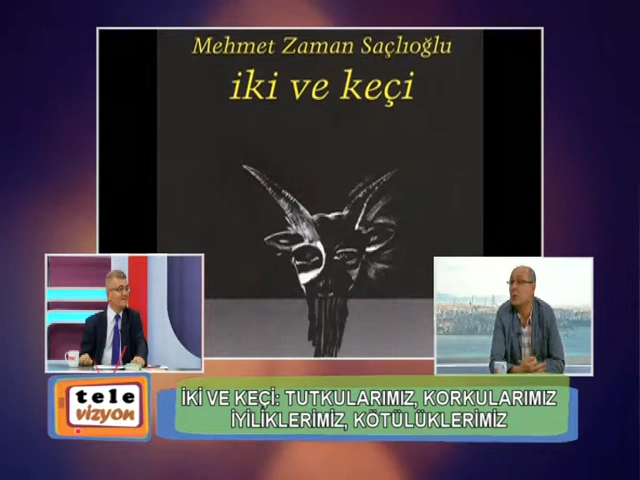 Mehmet Zaman Saçlıoğlu
iki ve keçi
tele
vizyon
İKİ VE KEÇİ: TUTKULARIMIZ, KORKULARIMIZ
İYİLİKLERİMİZ, KÖTÜLÜKLERİMİZ